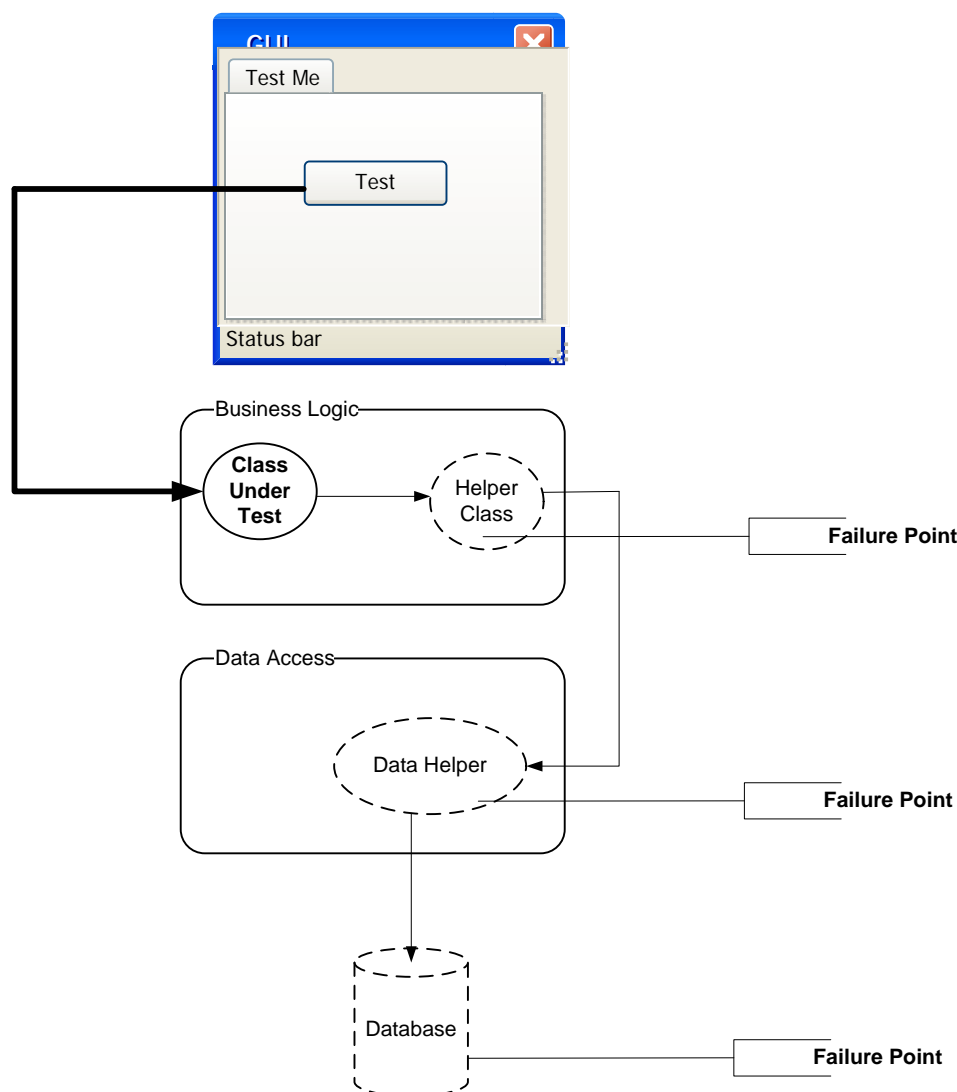 GUI
Test Me
Test
Status bar
Business Logic
Class
Under
Test
Helper
Class
Failure Point
Data Access
Data Helper
Failure Point
Database
Failure Point